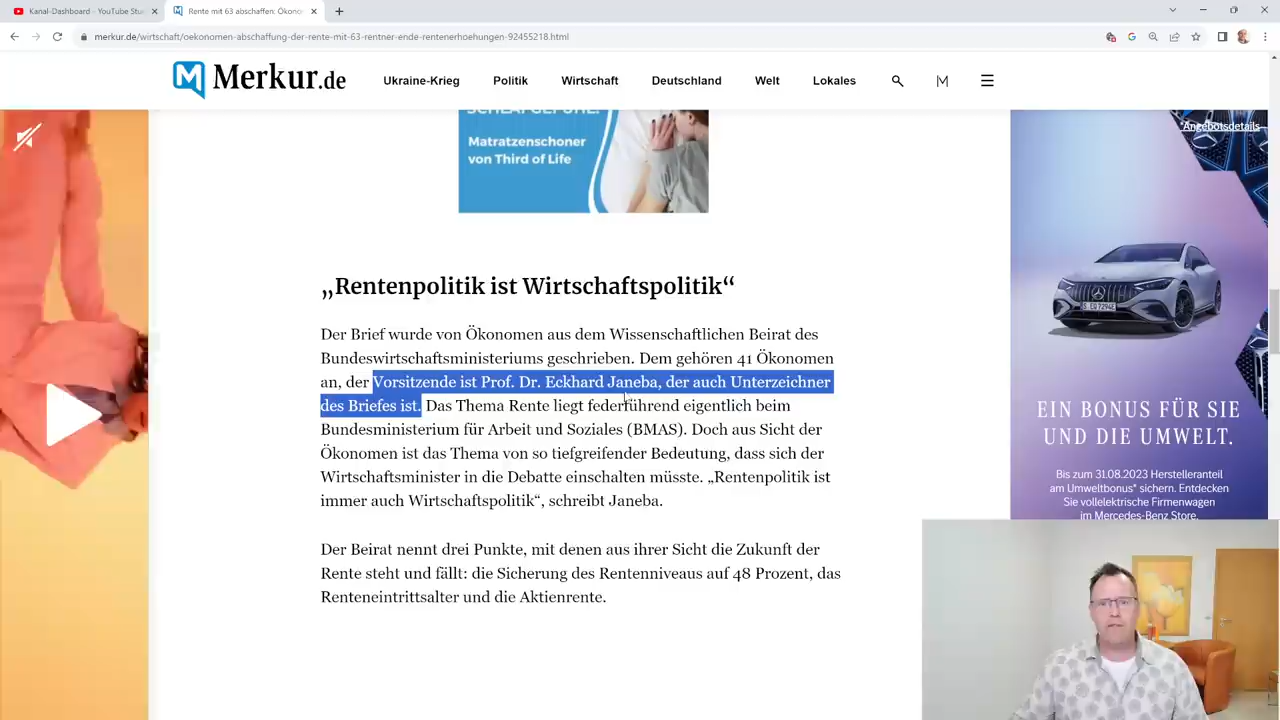 Kanal-Dashboard - YouTube Stu
Rente mit 63 abschaffen: Ökono
merkur.de/wirtschaft/oekonomen-abschaffung-der-rente-mit-63-rentner-ende-rentenerhoehungen-92455218.html
Merkur.de
Ukraine-Krieg
Politik
Wirtschaft
Deutschland
Welt
Lokales
M
Matratzenschoner
von Third of Life
*Angebotsdetails
„Rentenpolitik ist Wirtschaftspolitik“
Der Brief wurde von Ökonomen aus dem Wissenschaftlichen Beirat des
Bundeswirtschaftsministeriums geschrieben. Dem gehören 41 Ökonomen
an, der Vorsitzende ist Prof. Dr. Eckhard Janeba, der auch Unterzeichner
des Briefes ist. Das Thema Rente liegt federführend eigentlich beim
Bundesministerium für Arbeit und Soziales (BMAS). Doch aus Sicht der
Ökonomen ist das Thema von so tiefgreifender Bedeutung, dass sich der
Wirtschaftsminister in die Debatte einschalten müsste. „Rentenpolitik ist
immer auch Wirtschaftspolitik“, schreibt Janeba.
Der Beirat nennt drei Punkte, mit denen aus ihrer Sicht die Zukunft der
Rente steht und fällt: die Sicherung des Rentenniveaus auf 48 Prozent, das
Renteneintrittsalter und die Aktienrente.
EIN BONUS FÜR SIE
UND DIE UMWELT.
Bis zum 31.08.2023 Herstelleranteil
am Umweltbonus* sichern. Entdecken
Sie vollelektrische Firmenwagen
im Mercedes-Benz Store.